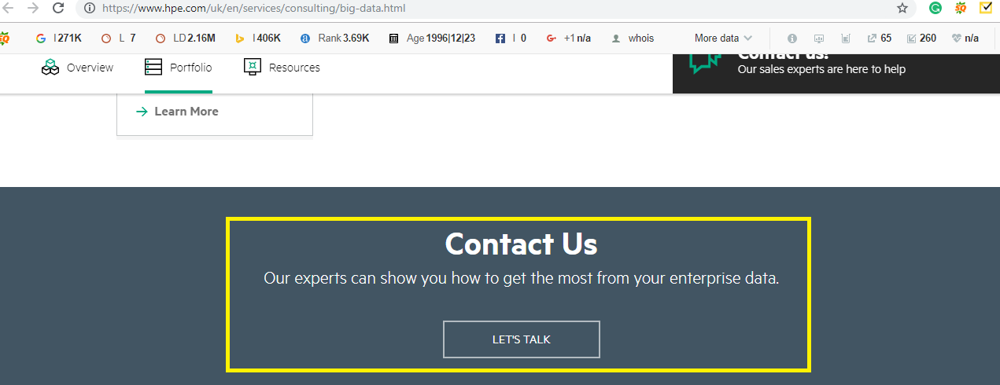 https://www.hpe.com/uk/en/services/consulting/big-data.html
I 271K L 7 LD 2.16M I 406K Rank 3.69K Age 1996|12|23 I 0 +1 n/a whois More data 65 260 n/a
Overview Portfolio Resources
Contact us!
Our sales experts are here to help
Learn More
Contact Us
Our experts can show you how to get the most from your enterprise data.
LET'S TALK